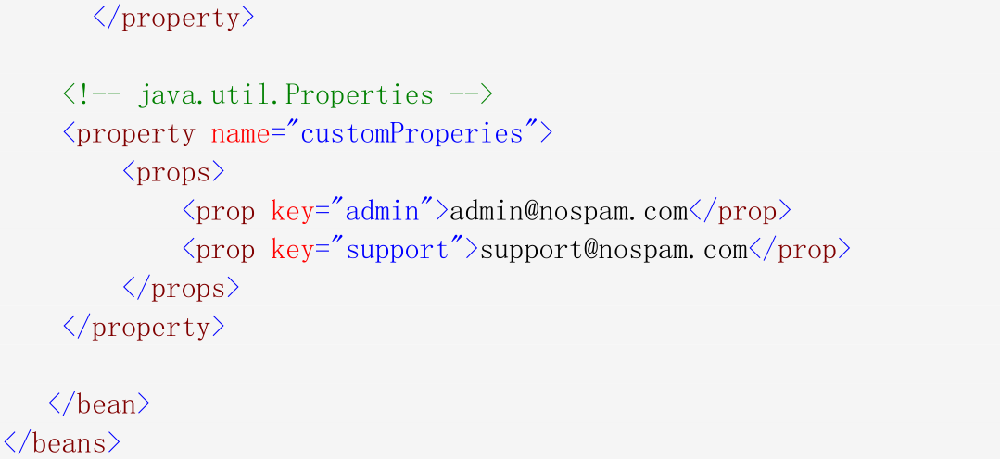 </property>
<!-- java.util.Properties -->
<property name="customProperies">
<props>
<prop key="admin">admin@nospam.com</prop>
<prop key="support">support@nospam.com</prop>
</props>
</property>
</bean>
</beans>